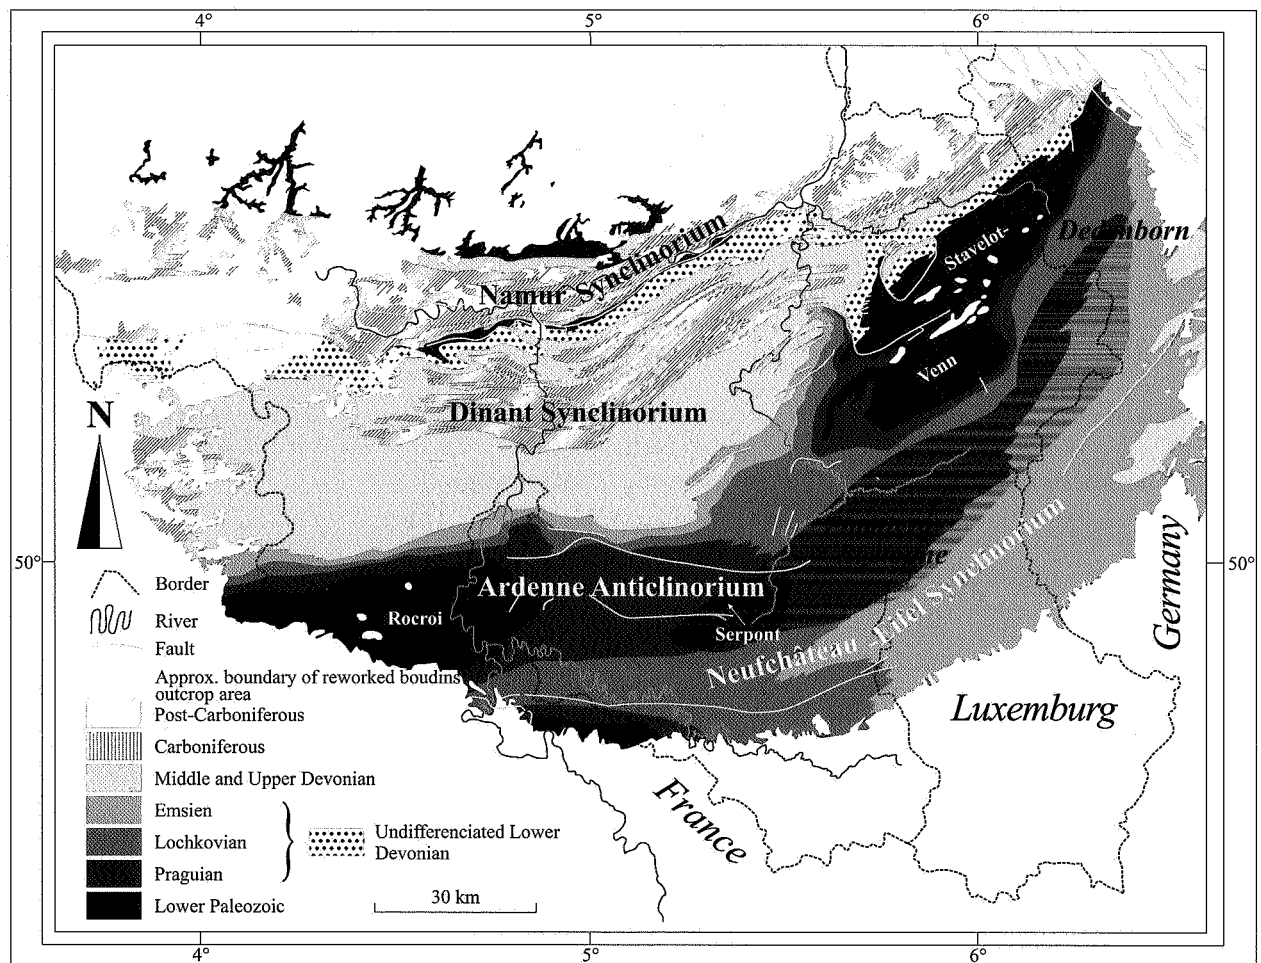 4° 5° 6°
Dedenborn
Stavelot-
Namur Synclinorium
Venn
Dinant Synclinorium
N
50° 50°
Ardenne Anticlinorium
Neufchâteau - Eifel Synclinorium
Germany
Border
River
Rocroi
Serpont
Fault
Approx. boundary of reworked boudins
outcrop area
Post-Carboniferous
Luxemburg
Carboniferous
Middle and Upper Devonian
France
Emsien
Lochkovian
Undifferenciated Lower
Devonian
Praguian
Lower Paleozoic
30 km
4° 5° 6°